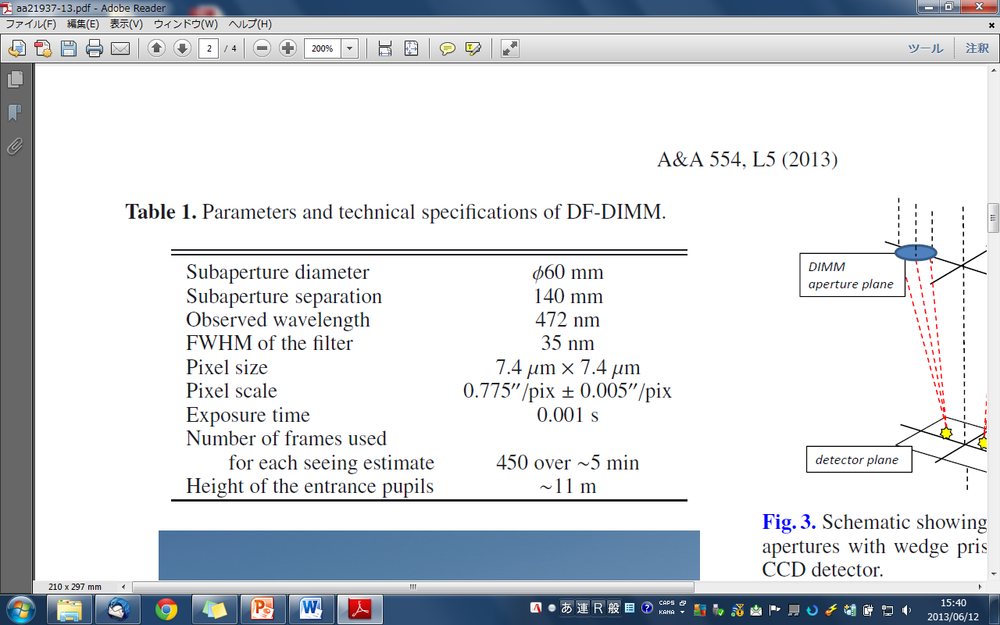 aa21937-13.pdf - Adobe Reader
ファイル(F) 編集(E) 表示(V) ウィンドウ(W) ヘルプ(H)
2 / 4 200% ツール 注釈
A&A 554, L5 (2013)
Table 1. Parameters and technical specifications of DF-DIMM.
Subaperture diameter ϕ60 mm
Subaperture separation 140 mm
Observed wavelength 472 nm
FWHM of the filter 35 nm
Pixel size 7.4 μm × 7.4 μm
Pixel scale 0.775″/pix ± 0.005″/pix
Exposure time 0.001 s
Number of frames used
for each seeing estimate 450 over ~5 min
Height of the entrance pupils ~11 m
DIMM
aperture plane
detector plane
Fig. 3. Schematic showing
apertures with wedge pris
CCD detector.
210 x 297 mm
あ 連 R 般 CAPS KANA
15:40
2013/06/12